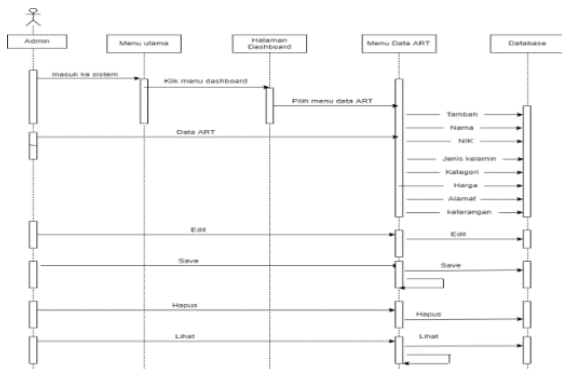 Admin
Menu utama
Halaman
Dashboard
Menu Data ART
Database
masuk ke sistem
Klik menu dashboard
Pilih menu data ART
Tambah
Data ART
Nama
NIK
Jenis kelamin
Kategori
Harga
Alamat
keterangan
Edit
Edit
Save
Save
Hapus
Hapus
Lihat
Lihat